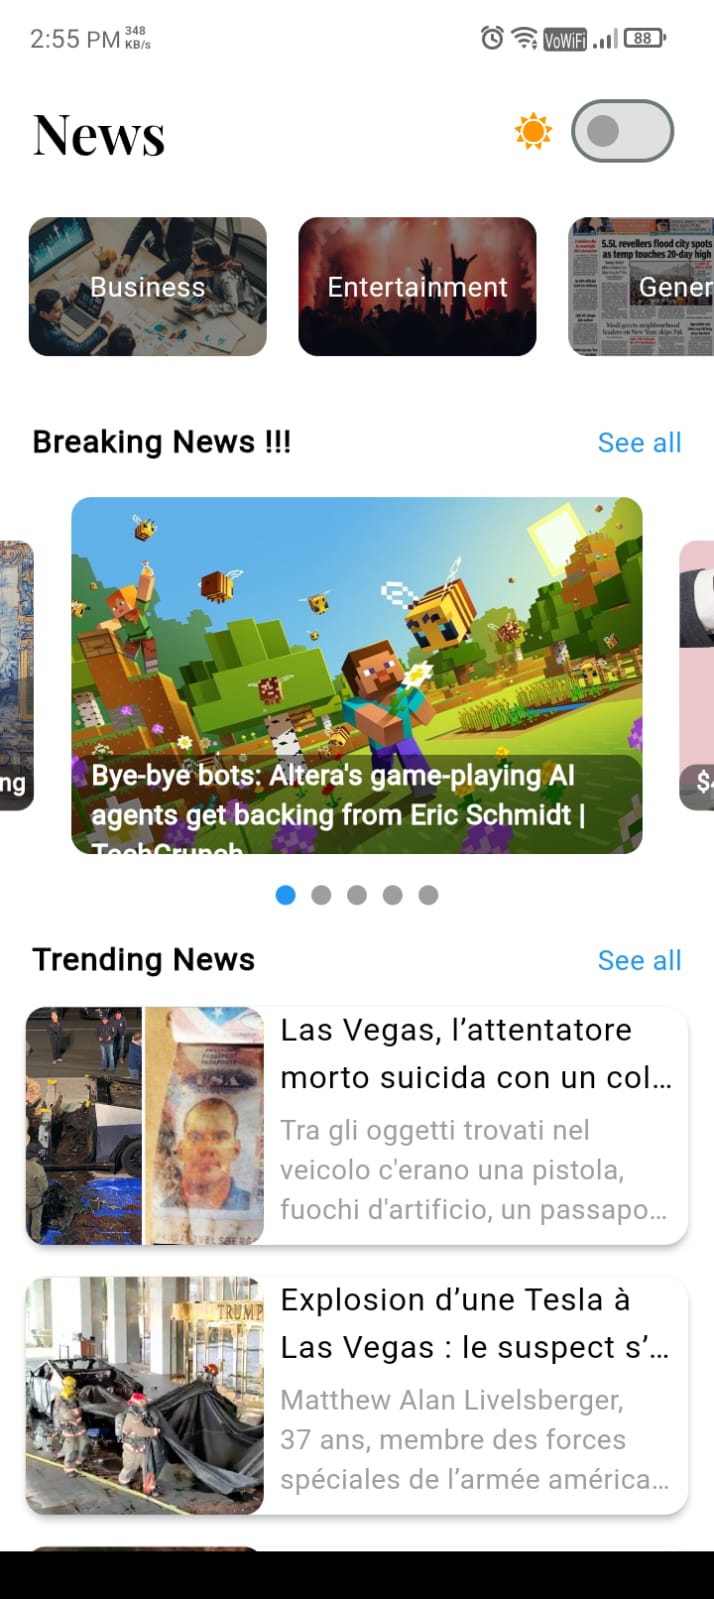 2:55 PM 348 KB/s VoWiFi 88
News
Business
Entertainment
5.5L revellers flood city spots
as temp touches 20-day high
Gener
Breaking News !!!
See all
ng
Bye-bye bots: Altera's game-playing AI
agents get backing from Eric Schmidt |
TechCrunch
$4
Trending News
See all
Las Vegas, l’attentatore
morto suicida con un col…
Tra gli oggetti trovati nel
veicolo c'erano una pistola,
fuochi d'artificio, un passapo…
USA
Explosion d’une Tesla à
Las Vegas : le suspect s’…
TRUMP
Matthew Alan Livelsberger,
37 ans, membre des forces
spéciales de l’armée américa…